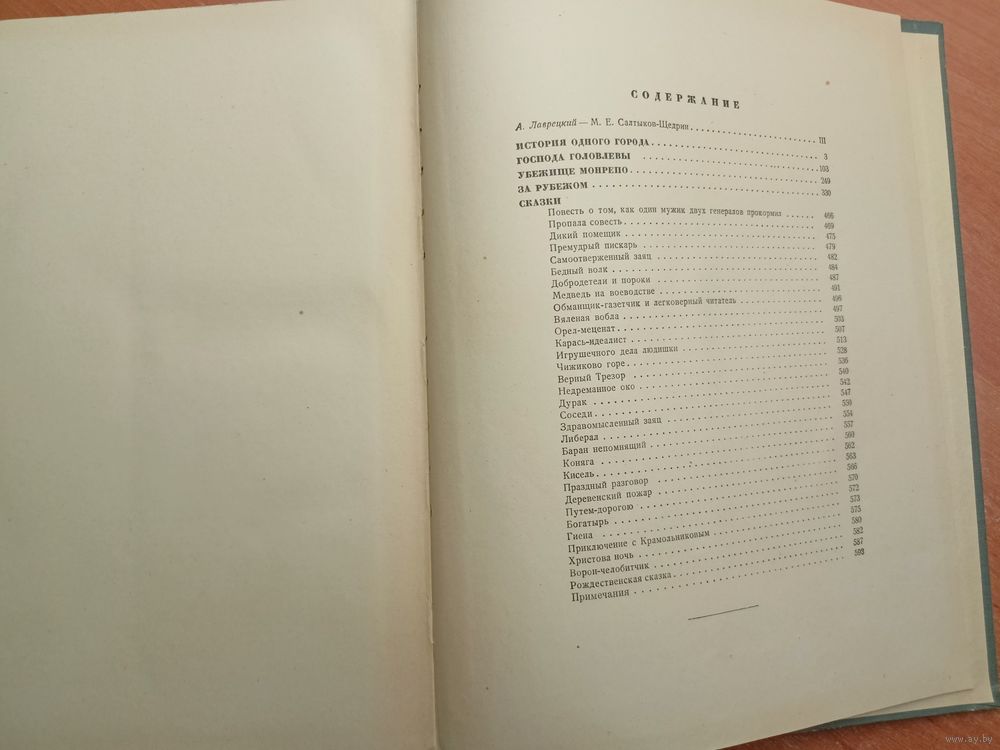 СОДЕРЖАНИЕ
А. Лаврецкий — М. Е. Салтыков-Щедрин . . . . . III
ИСТОРИЯ ОДНОГО ГОРОДА . . . . . 3
ГОСПОДА ГОЛОВЛЕВЫ . . . . . 103
УБЕЖИЩЕ МОНРЕПО . . . . . 249
ЗА РУБЕЖОМ . . . . . 330
СКАЗКИ
Повесть о том, как один мужик двух генералов прокормил . . . . . 466
Пропала совесть . . . . . 469
Дикий помещик . . . . . 475
Премудрый пискарь . . . . . 479
Самоотверженный заяц . . . . . 482
Бедный волк . . . . . 484
Добродетели и пороки . . . . . 487
Медведь на воеводстве . . . . . 491
Обманщик-газетчик и легковерный читатель . . . . . 496
Вяленая вобла . . . . . 497
Орел-меценат . . . . . 503
Карась-идеалист . . . . . 507
Игрушечного дела людишки . . . . . 513
Чижиково горе . . . . . 528
Верный Трезор . . . . . 536
Недреманное око . . . . . 540
Дурак . . . . . 542
Соседи . . . . . 547
Здравомысленный заяц . . . . . 550
Либерал . . . . . 554
Баран непомнящий . . . . . 557
Коняга . . . . . 560
Кисель . . . . . 562
Праздный разговор . . . . . 563
Деревенский пожар . . . . . 566
Путем-дорогою . . . . . 570
Богатырь . . . . . 572
Гиена . . . . . 573
Приключение с Крамольниковым . . . . . 575
Христова ночь . . . . . 580
Ворон-челобитчик . . . . . 582
Рождественская сказка . . . . . 587
Примечания . . . . . 593
www.ay.by